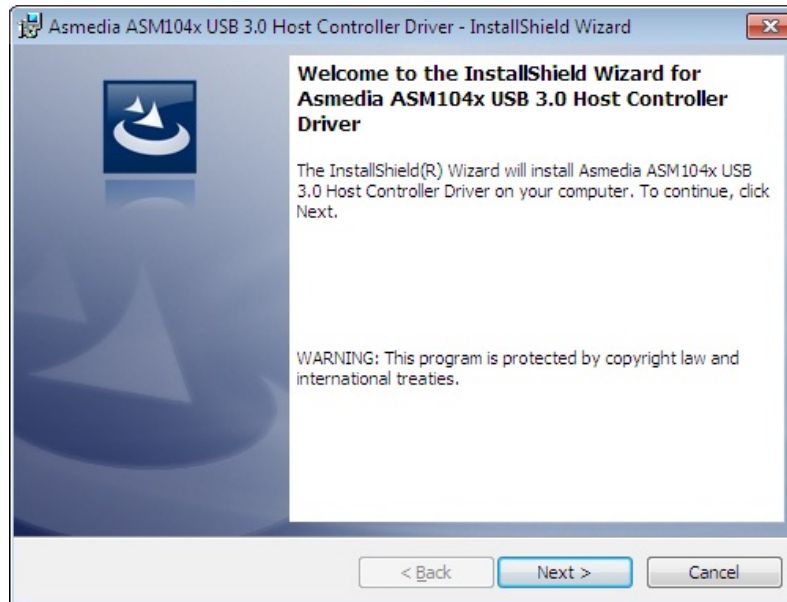 Asmedia ASM104x USB 3.0 Host Controller Driver - InstallShield Wizard
Welcome to the InstallShield Wizard for
Asmedia ASM104x USB 3.0 Host Controller
Driver
The InstallShield(R) Wizard will install Asmedia ASM104x USB
3.0 Host Controller Driver on your computer. To continue, click
Next.
WARNING: This program is protected by copyright law and
international treaties.
< Back
Next >
Cancel